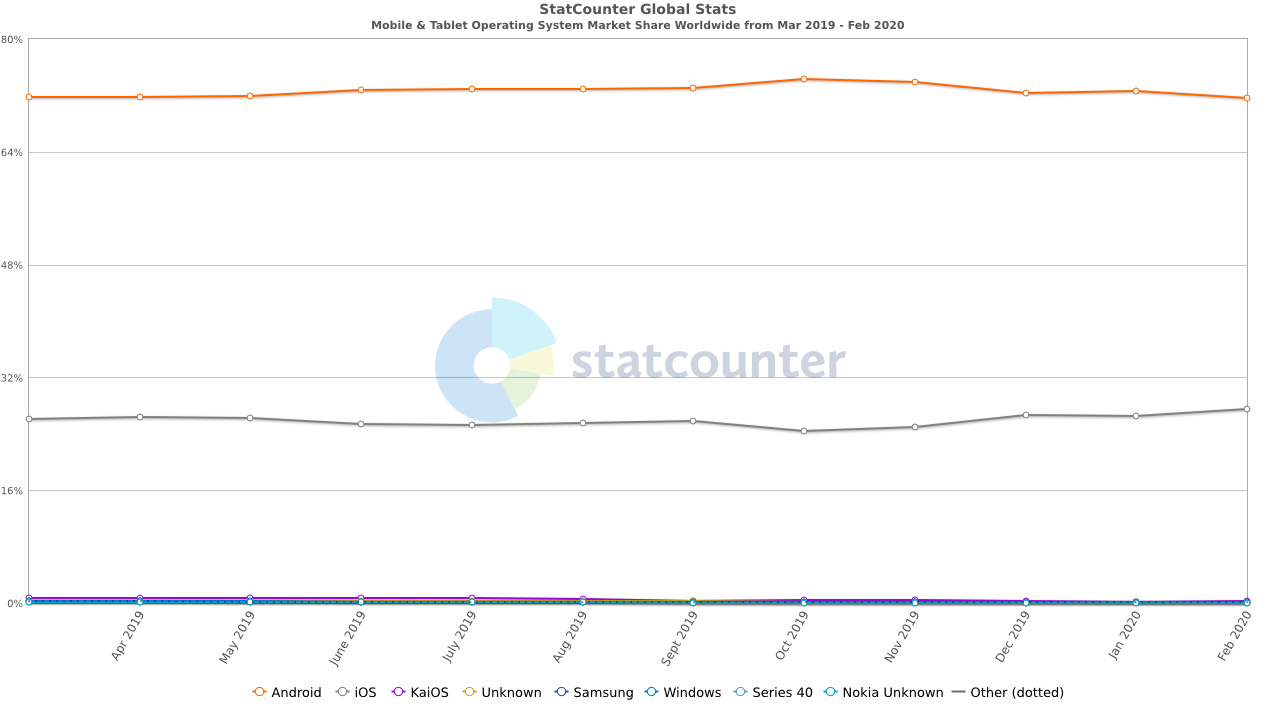 StatCounter Global Stats
Mobile & Tablet Operating System Market Share Worldwide from Mar 2019 - Feb 2020
80%
64%
48%
statcounter
32%
16%
0%
Apr 2019
May 2019
June 2019
July 2019
Aug 2019
Sept 2019
Oct 2019
Nov 2019
Dec 2019
Jan 2020
Feb 2020
Android iOS KaiOS Unknown Samsung Windows Series 40 Nokia Unknown Other (dotted)